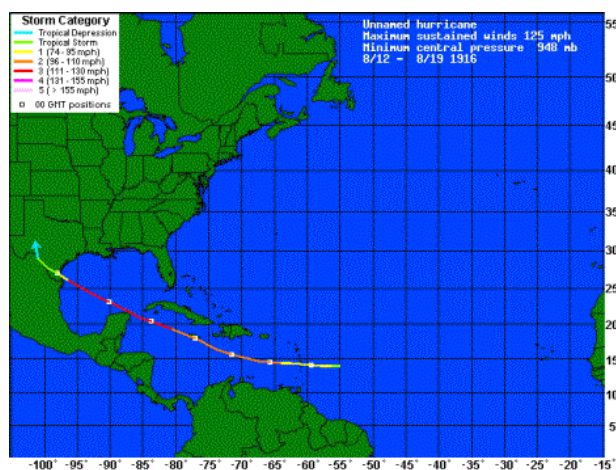 Storm Category
Tropical Depression
Tropical Storm
1 (74 - 95 mph)
2 (96 - 110 mph)
3 (111 - 130 mph)
4 (131 - 155 mph)
5 ( > 155 mph)
00 GMT positions
Unnamed hurricane
Maximum sustained winds 125 mph
Minimum central pressure 948 mb
8/12 - 8/19 1916
55
50
45
40
35
30
25
20
15
10
5
-100° -95° -90° -85° -80° -75° -70° -65° -60° -55° -50° -45° -40° -35° -30° -25° -20° -15°